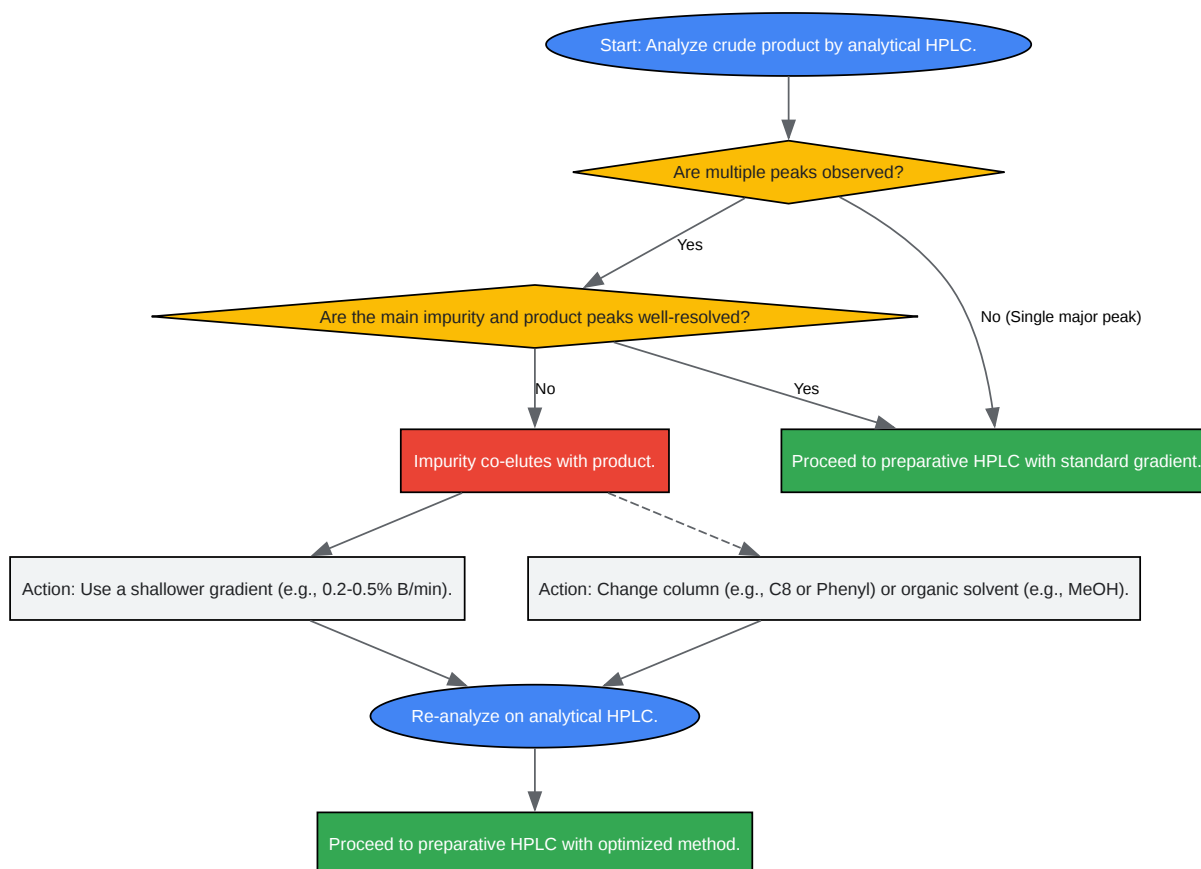 Start: Analyze crude product by analytical HPLC.
Are multiple peaks observed?
Yes
Are the main impurity and product peaks well-resolved?
No (Single major peak)
No
Yes
Impurity co-elutes with product.
Proceed to preparative HPLC with standard gradient.
Action: Use a shallower gradient (e.g., 0.2-0.5% B/min).
Action: Change column (e.g., C8 or Phenyl) or organic solvent (e.g., MeOH).
Re-analyze on analytical HPLC.
Proceed to preparative HPLC with optimized method.